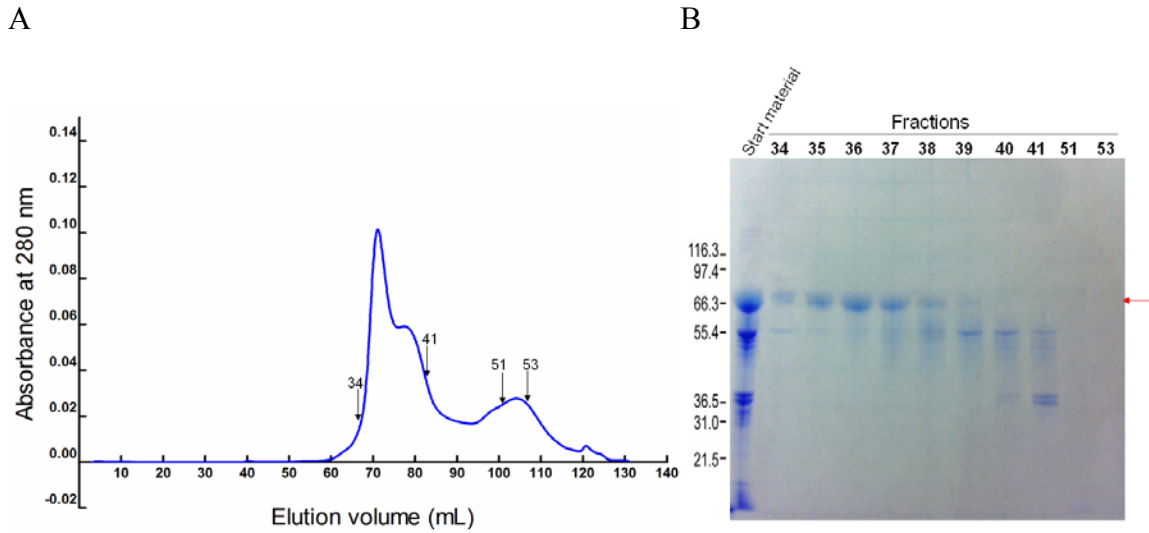 A
B
0.14
0.12
0.10
0.08
0.06
0.04
0.02
0.00
-0.02
Absorbance at 280 nm
34
41
51
53
10 20 30 40 50 60 70 80 90 100 110 120 130 140
Elution volume (mL)
Start material
Fractions
34 35 36 37 38 39 40 41 51 53
116.3
97.4
66.3
55.4
36.5
31.0
21.5